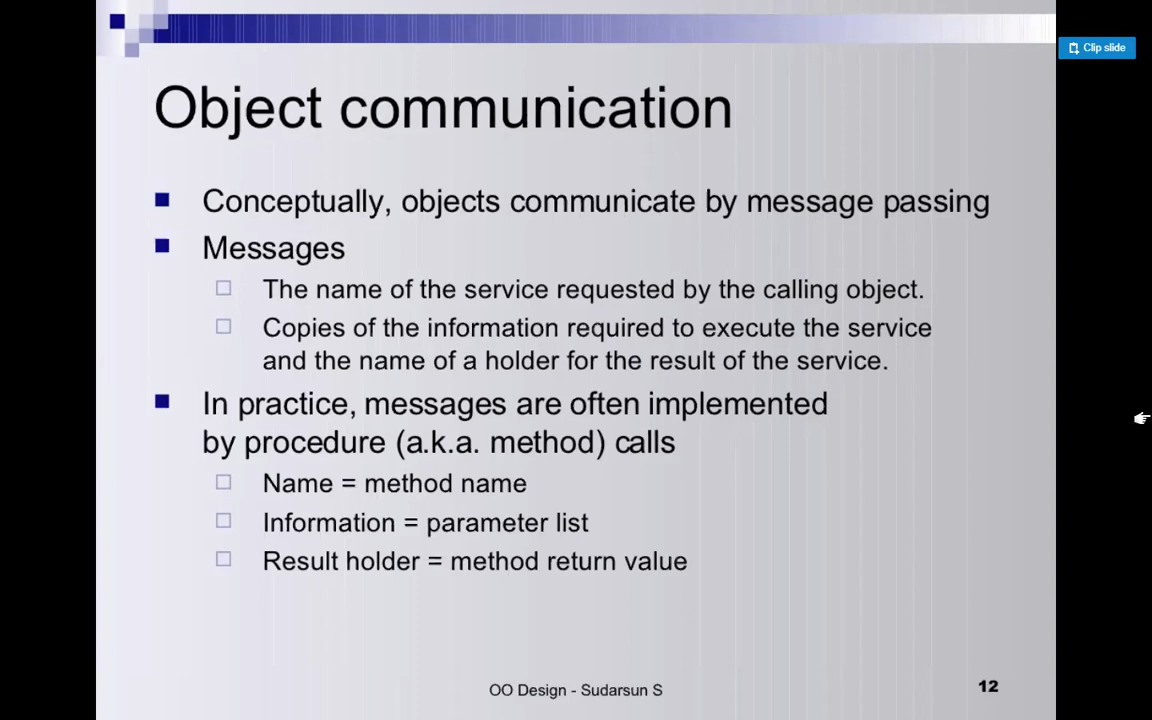 Clip slide
Object communication
Conceptually, objects communicate by message passing
Messages
The name of the service requested by the calling object.
Copies of the information required to execute the service
and the name of a holder for the result of the service.
In practice, messages are often implemented
by procedure (a.k.a. method) calls
Name = method name
Information = parameter list
Result holder = method return value
OO Design - Sudarsun S
12